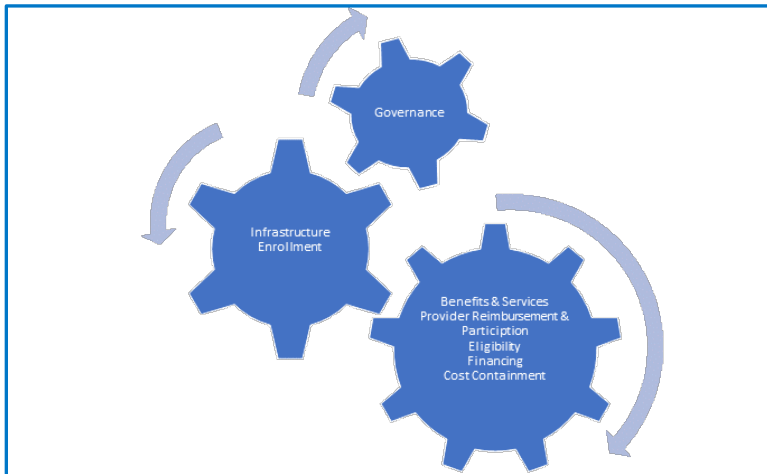 Governance
Infrastructure
Enrollment
Benefits & Services
Provider Reimbursement &
Particiption
Eligibility
Financing
Cost Containment